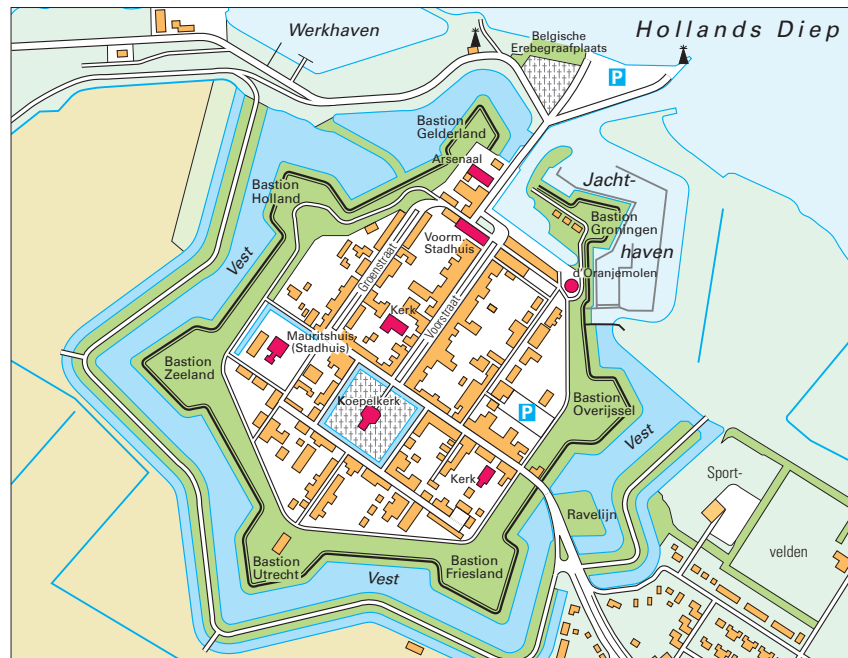 Werkhaven
Belgische
Erebegraafplaats
Hollands Diep
P
Bastion
Gelderland
Arsenaal
Jacht-
haven
Bastion
Holland
Bastion
Groningen
Voorm.
Stadhuis
Vest
Groenstraat
d'Oranjemolen
Kerk
Voorstraat
Mauritshuis
(Stadhuis)
Bastion
Zeeland
Koepelkerk
Bastion
Overijssel
P
Vest
Kerk
Sport-
velden
Ravelijn
Bastion
Utrecht
Vest
Bastion
Friesland